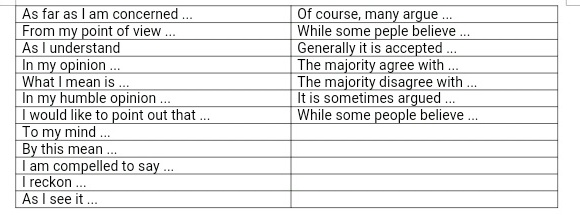 As far as I am concerned ... Of course, many argue ...
From my point of view ... While some peple believe ...
As I understand Generally it is accepted ...
In my opinion ... The majority agree with ...
What I mean is ... The majority disagree with ...
In my humble opinion ... It is sometimes argued ...
I would like to point out that ... While some people believe ...
To my mind ...
By this mean ...
I am compelled to say ...
I reckon ...
As I see it ...